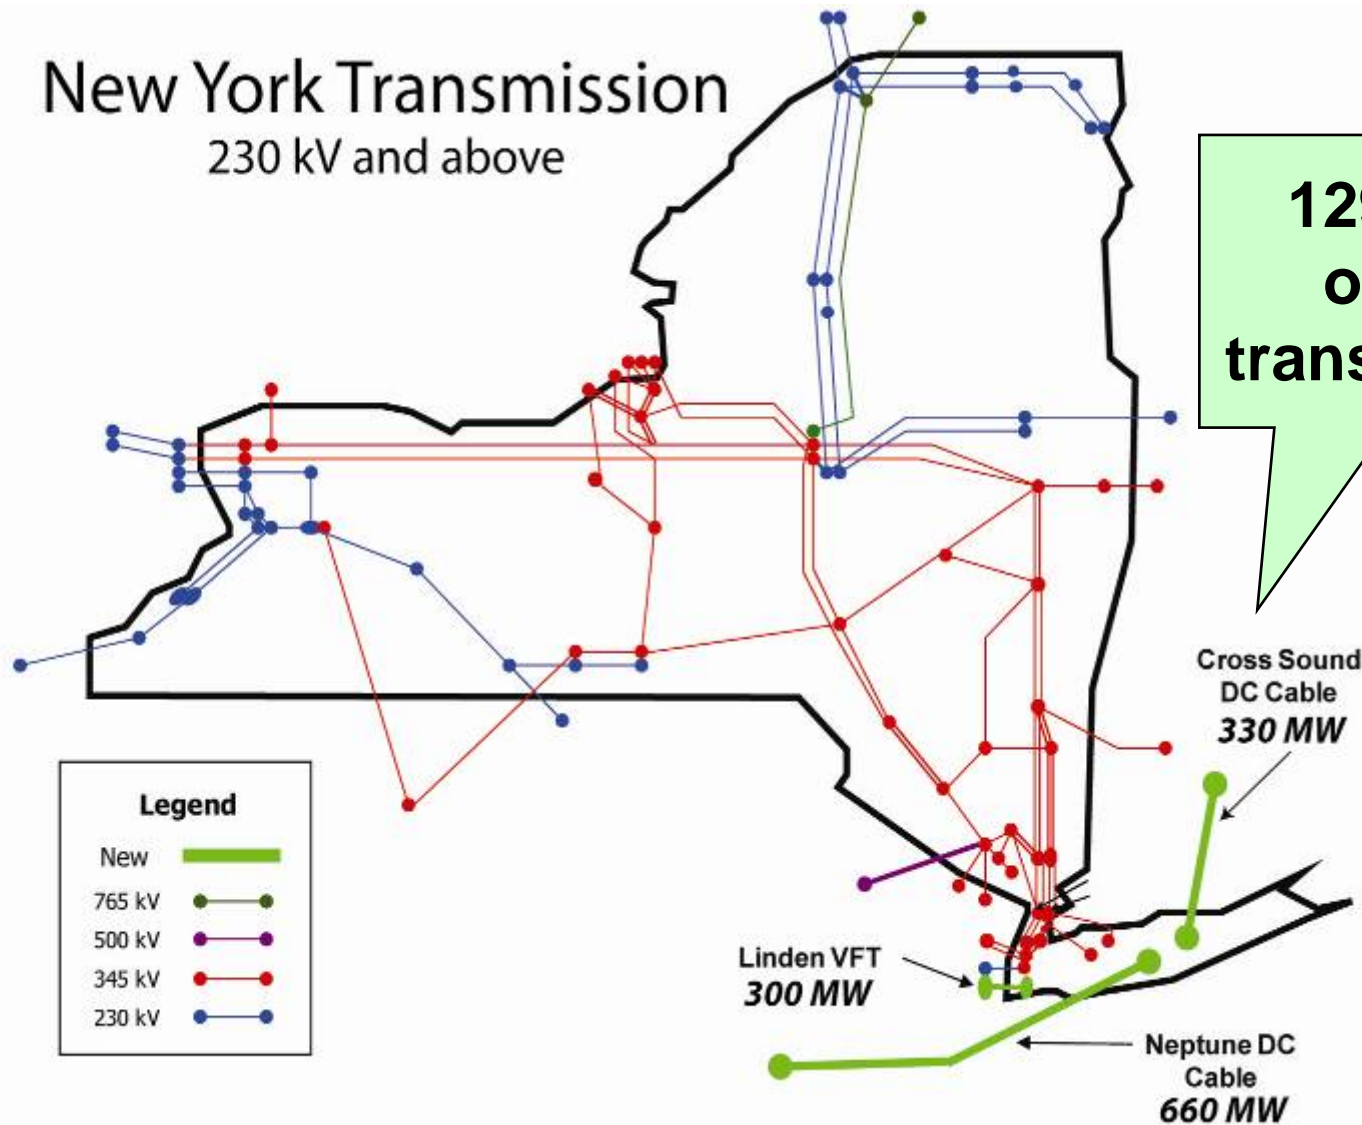 New York Transmission
230 kV and above
o
Cross Sound
DC Cable
330 MW
Legend
New
765 kV
500 kV
345 kV
230 kV
Linden VFT
300 MW
Neptune DC
Cable
660 MW